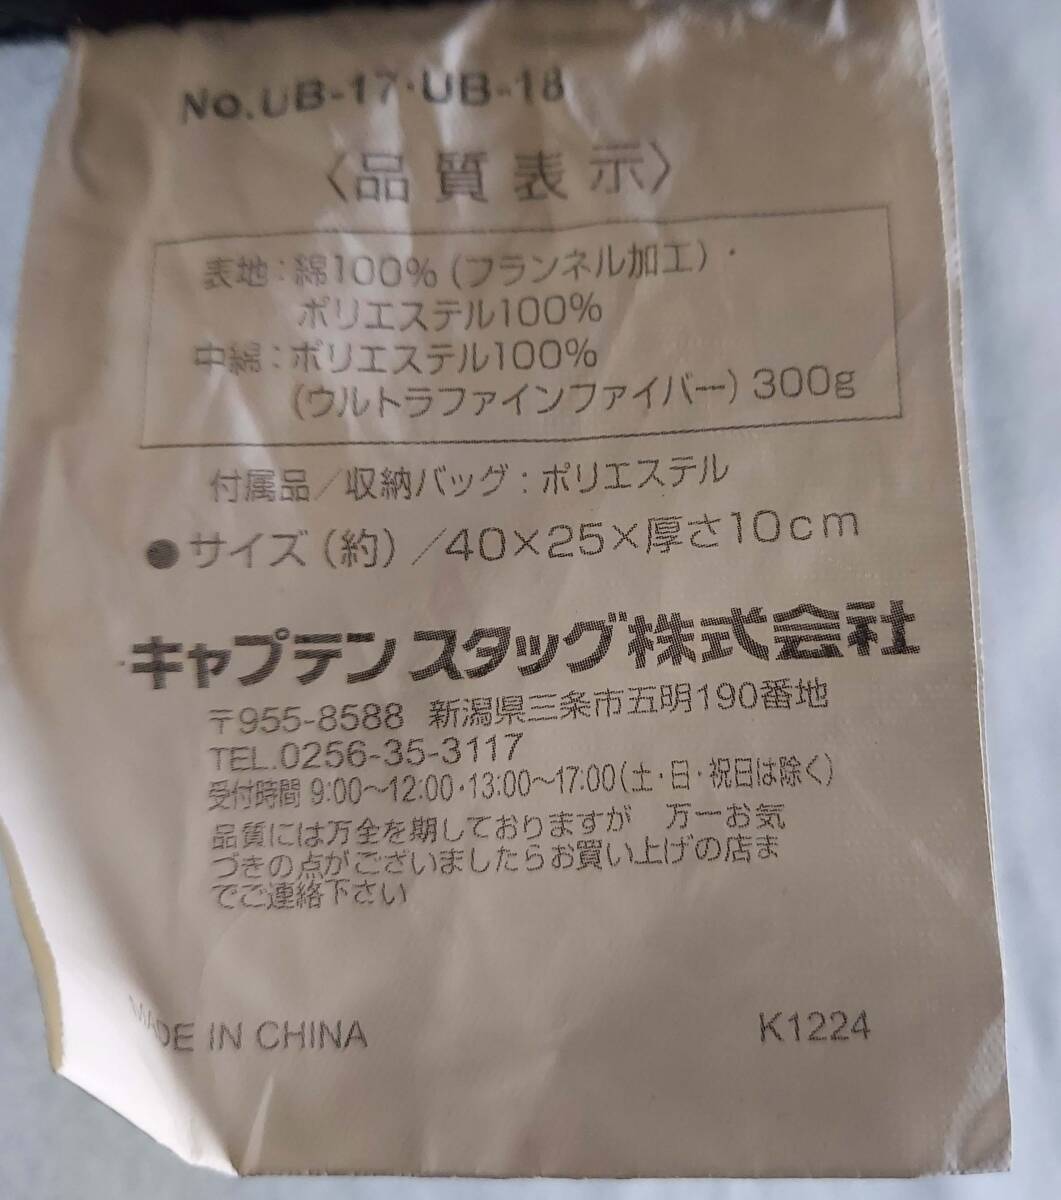 No.UB-17・UB-18
〈品質表示〉
表地：綿100％（フランネル加工）・
ポリエステル100％
中綿：ポリエステル100％
（ウルトラファインファイバー）300g
付属品／収納バッグ：ポリエステル
●サイズ（約）／40×25×厚さ10cm
キャプテンスタッグ株式会社
〒955-8588 新潟県三条市五明190番地
TEL.0256-35-3117
受付時間 9:00〜12:00・13:00〜17:00（土・日・祝日は除く）
品質には万全を期しておりますが　万一お気
づきの点がございましたらお買い上げの店ま
でご連絡下さい
MADE IN CHINA
K1224